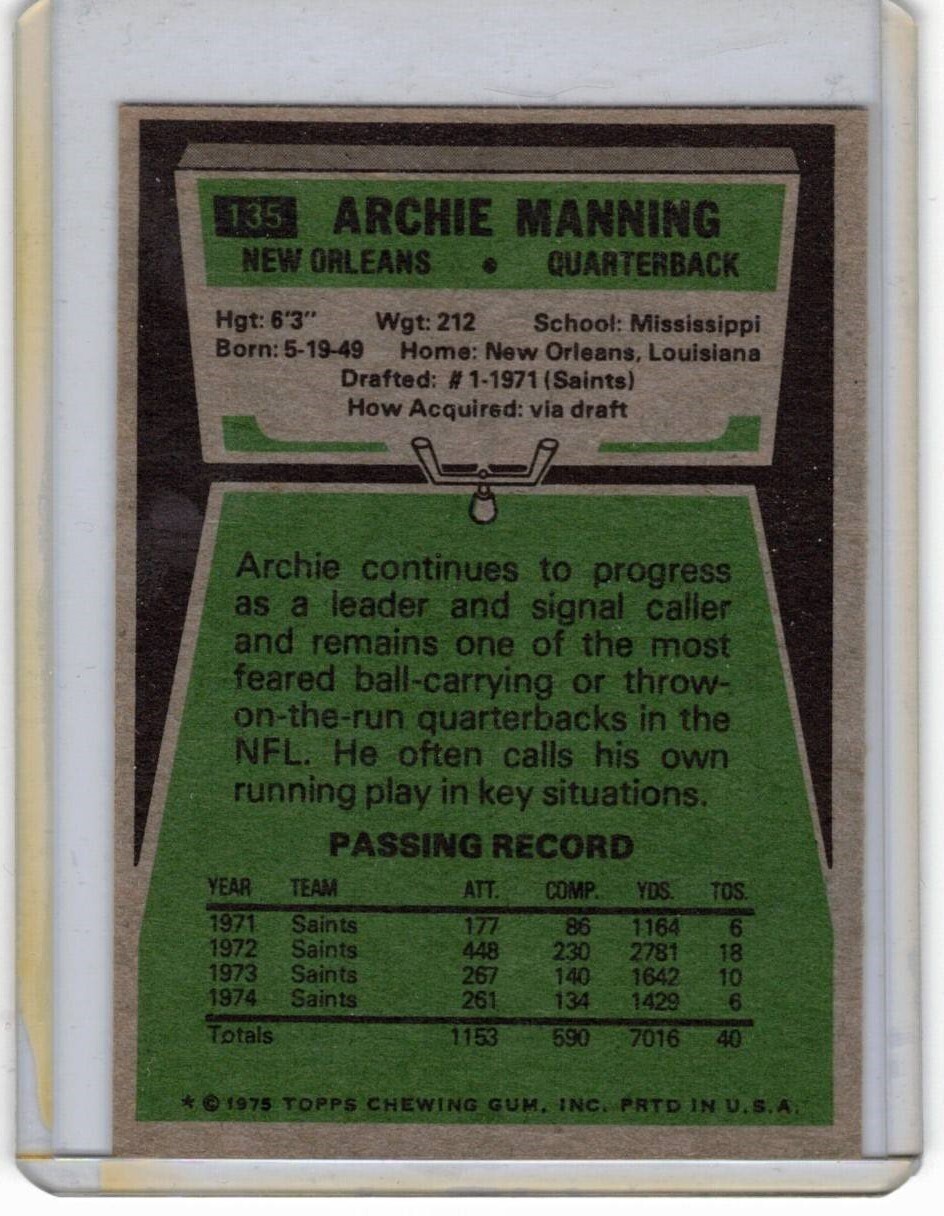 135 ARCHIE MANNING
NEW ORLEANS • QUARTERBACK
Hgt: 6'3" Wgt: 212 School: Mississippi
Born: 5-19-49 Home: New Orleans, Louisiana
Drafted: #1-1971 (Saints)
How Acquired: via draft
Archie continues to progress
as a leader and signal caller
and remains one of the most
feared ball-carrying or throw-
on-the-run quarterbacks in the
NFL. He often calls his own
running play in key situations.
PASSING RECORD
YEAR TEAM ATT. COMP. YDS. TDS.
1971 Saints 177 86 1164 6
1972 Saints 448 230 2781 18
1973 Saints 267 140 1642 10
1974 Saints 261 134 1429 6
Totals 1153 590 7016 40
* © 1975 TOPPS CHEWING GUM, INC. PRTD IN U.S.A.